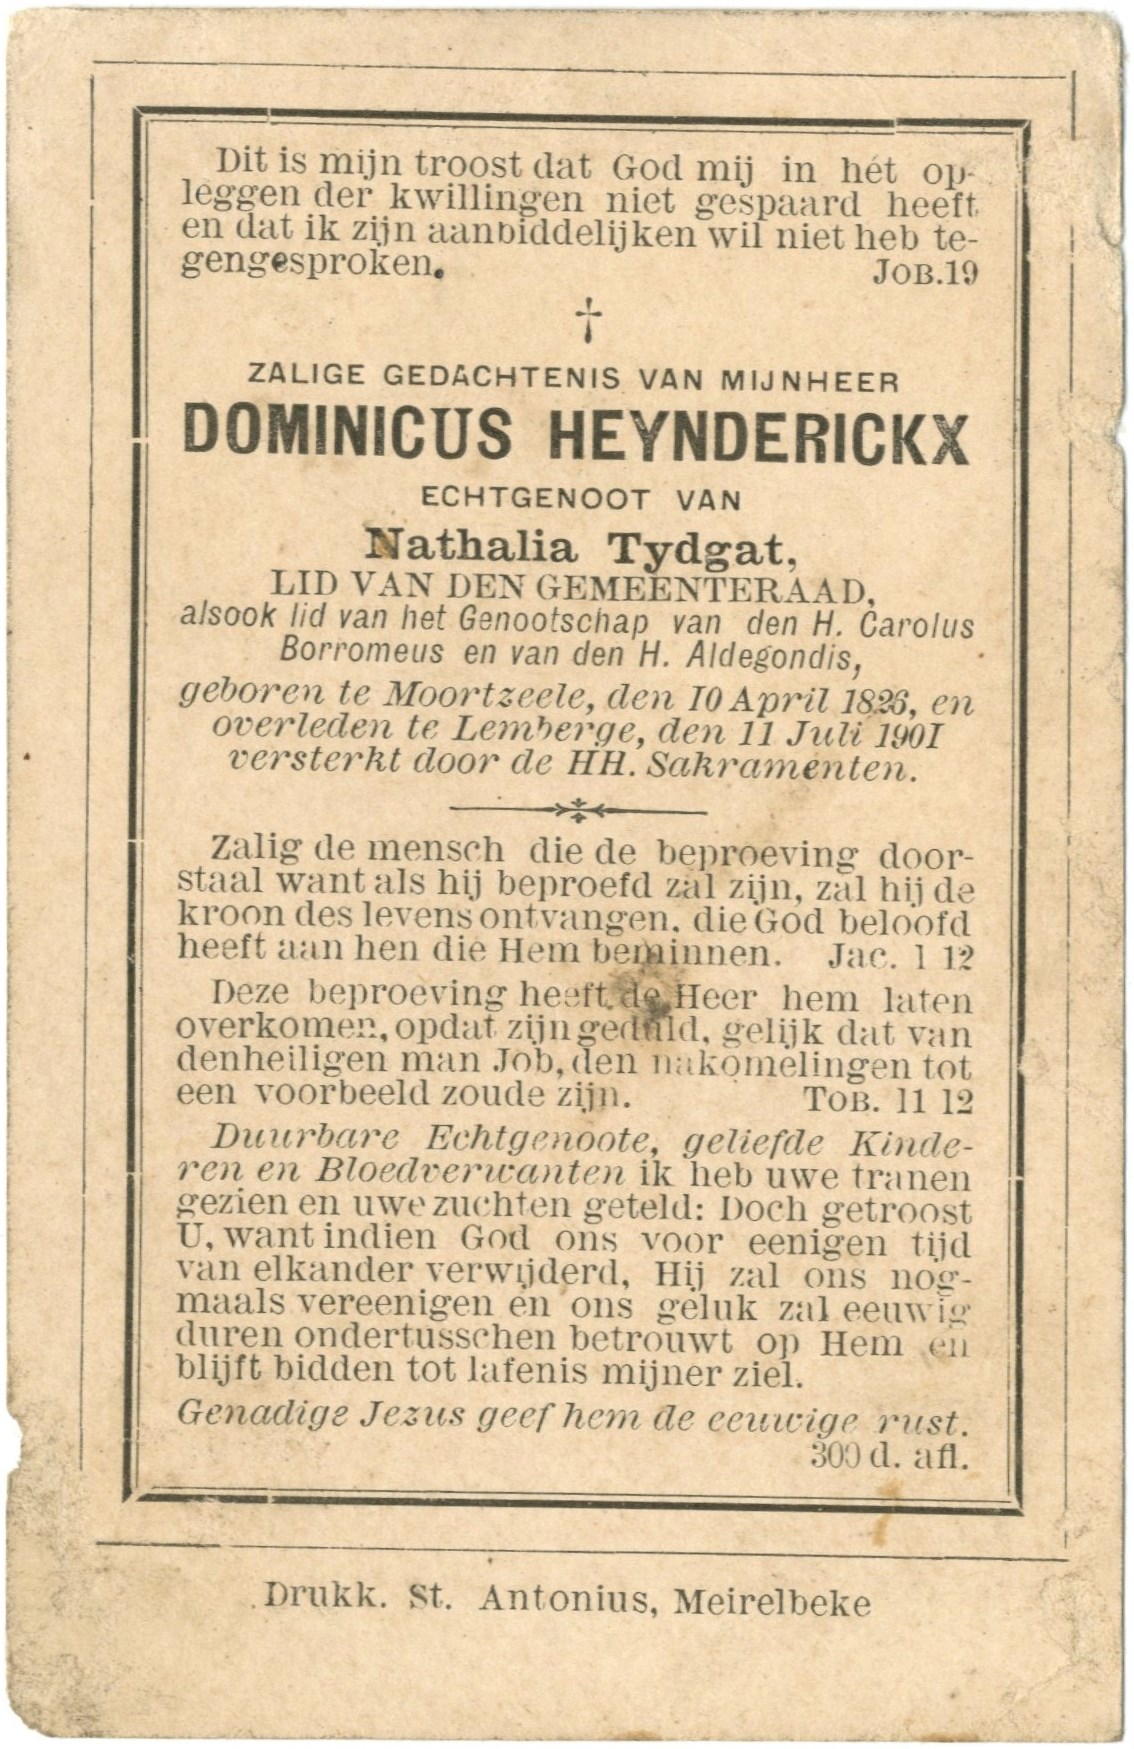 Dit is mijn troost dat God mij in hét op-
leggen der kwillingen niet gespaard heeft
en dat ik zijn aanbiddelijken wil niet heb te-
gengesproken.
JOB.19
†
ZALIGE GEDACHTENIS VAN MIJNHEER
DOMINICUS HEYNDERICKX
ECHTGENOOT VAN
Nathalia Tydgat,
LID VAN DEN GEMEENTERAAD,
alsook lid van het Genootschap van den H. Carolus
Borromeus en van den H. Aldegondis,
geboren te Moortzeele, den 10 April 1826, en
overleden te Lemberge, den 11 Juli 1901
versterkt door de HH. Sakramenten.
Zalig de mensch die de beproeving door-
staal want als hij beproefd zal zijn, zal hij de
kroon des levens ontvangen. die God beloofd
heeft aan hen die Hem beminnen. Jac. 1 12
Deze beproeving heeft de Heer hem laten
overkomen, opdat zijn geduld, gelijk dat van
denheiligen man Job, den nakomelingen tot
een voorbeeld zoude zijn. TOB. 11 12
Duurbare Echtgenoote, geliefde Kinde-
ren en Bloedverwanten ik heb uwe tranen
gezien en uwe zuchten geteld: Doch getroost
U, want indien God ons voor eenigen tijd
van elkander verwijderd, Hij zal ons nog-
maals vereenigen en ons geluk zal eeuwig
duren ondertusschen betrouwt op Hem en
blijft bidden tot lafenis mijner ziel.
Genadige Jezus geef hem de eeuwige rust.
300 d. afl.
Drukk. St. Antonius, Meirelbeke